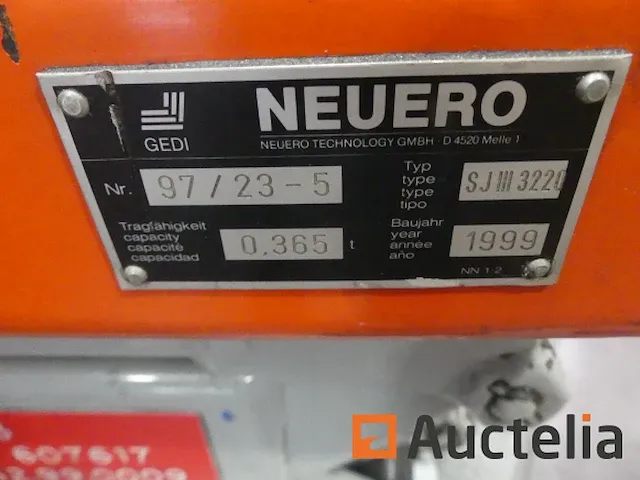 NEUERO
GEDI
NEUERO TECHNOLOGY GMBH · D 4520 Melle 1
Nr. 97/23-5
Typ
type
type
tipo
SJ III 3220
Tragfähigkeit
capacity
capacité
capacidad
0.365 t
Baujahr
year
année
año
1999
NN 1-2
607617
Auctelia